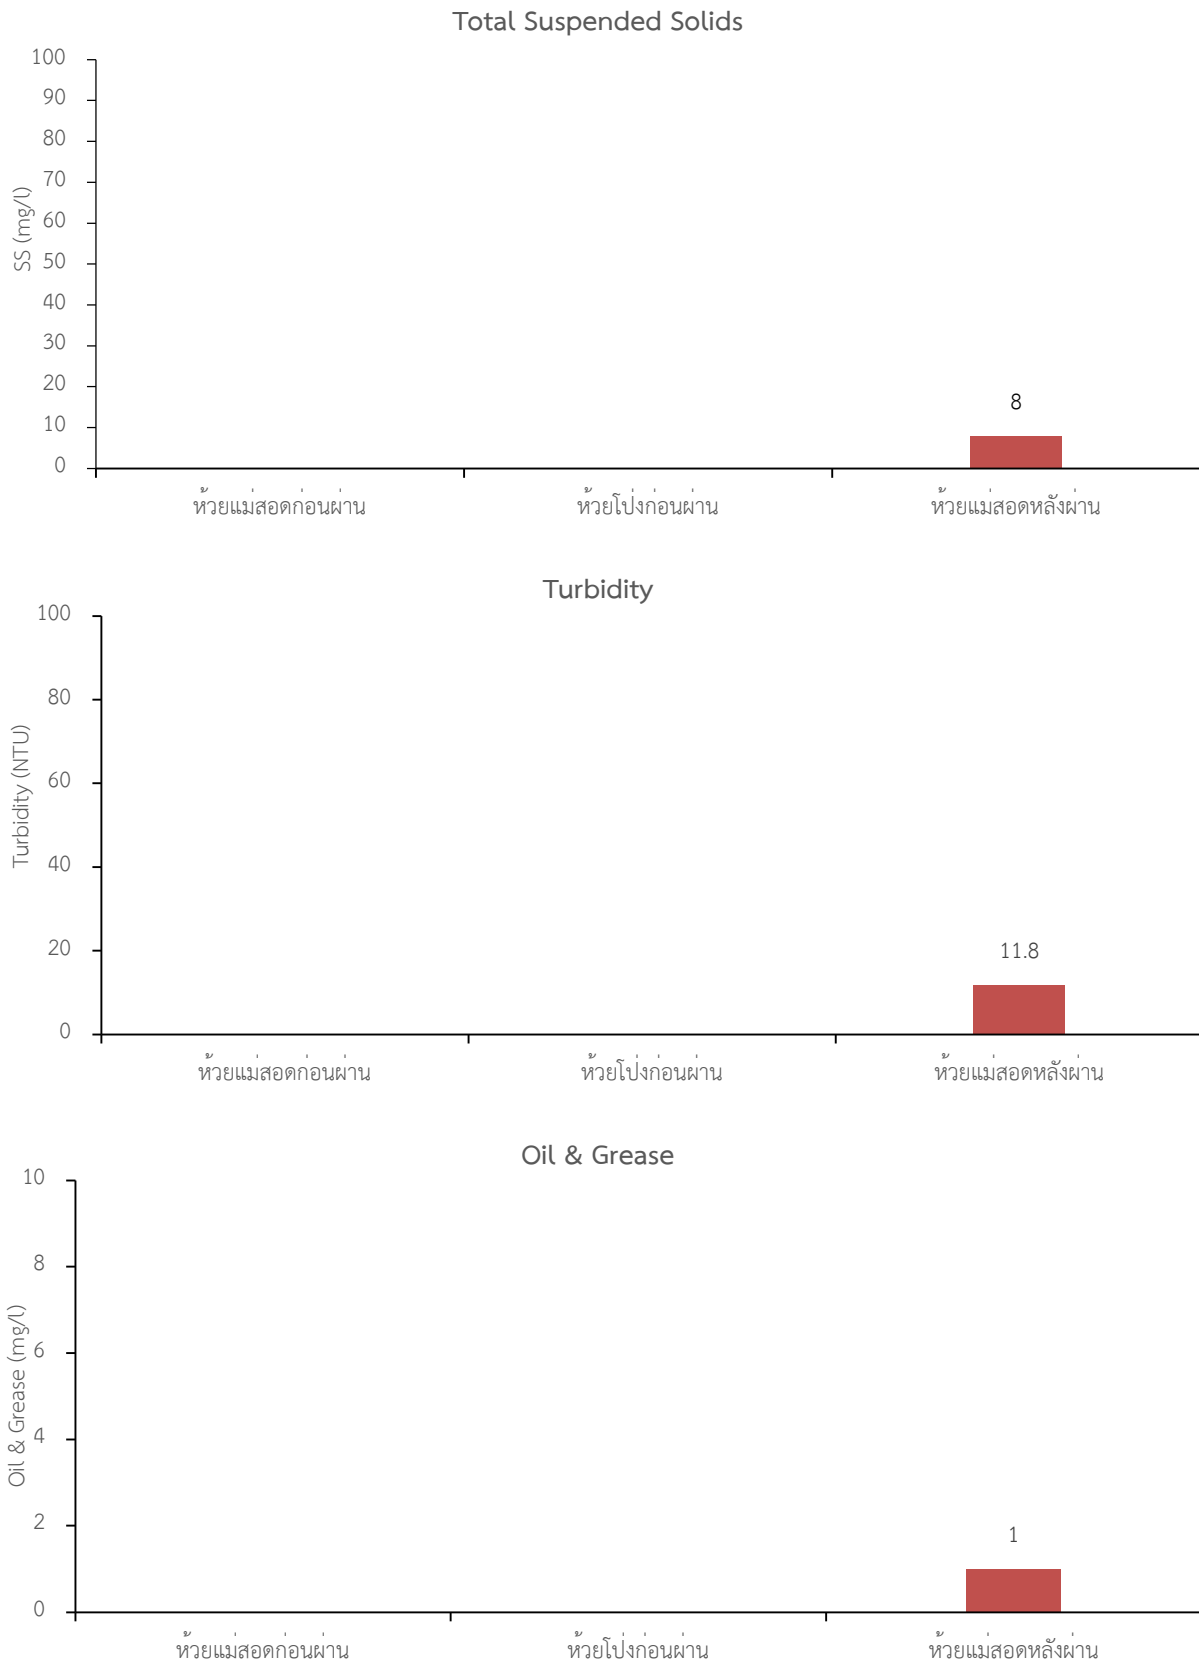 Total Suspended Solids
SS (mg/l)
100
90
80
70
60
50
40
30
20
10
0
8
ห้วยแม่สอดก่อนผ่าน ห้วยโป่งก่อนผ่าน ห้วยแม่สอดหลังผ่าน
Turbidity
Turbidity (NTU)
100
80
60
40
20
0
11.8
ห้วยแม่สอดก่อนผ่าน ห้วยโป่งก่อนผ่าน ห้วยแม่สอดหลังผ่าน
Oil & Grease
Oil & Grease (mg/l)
10
8
6
4
2
0
1
ห้วยแม่สอดก่อนผ่าน ห้วยโป่งก่อนผ่าน ห้วยแม่สอดหลังผ่าน